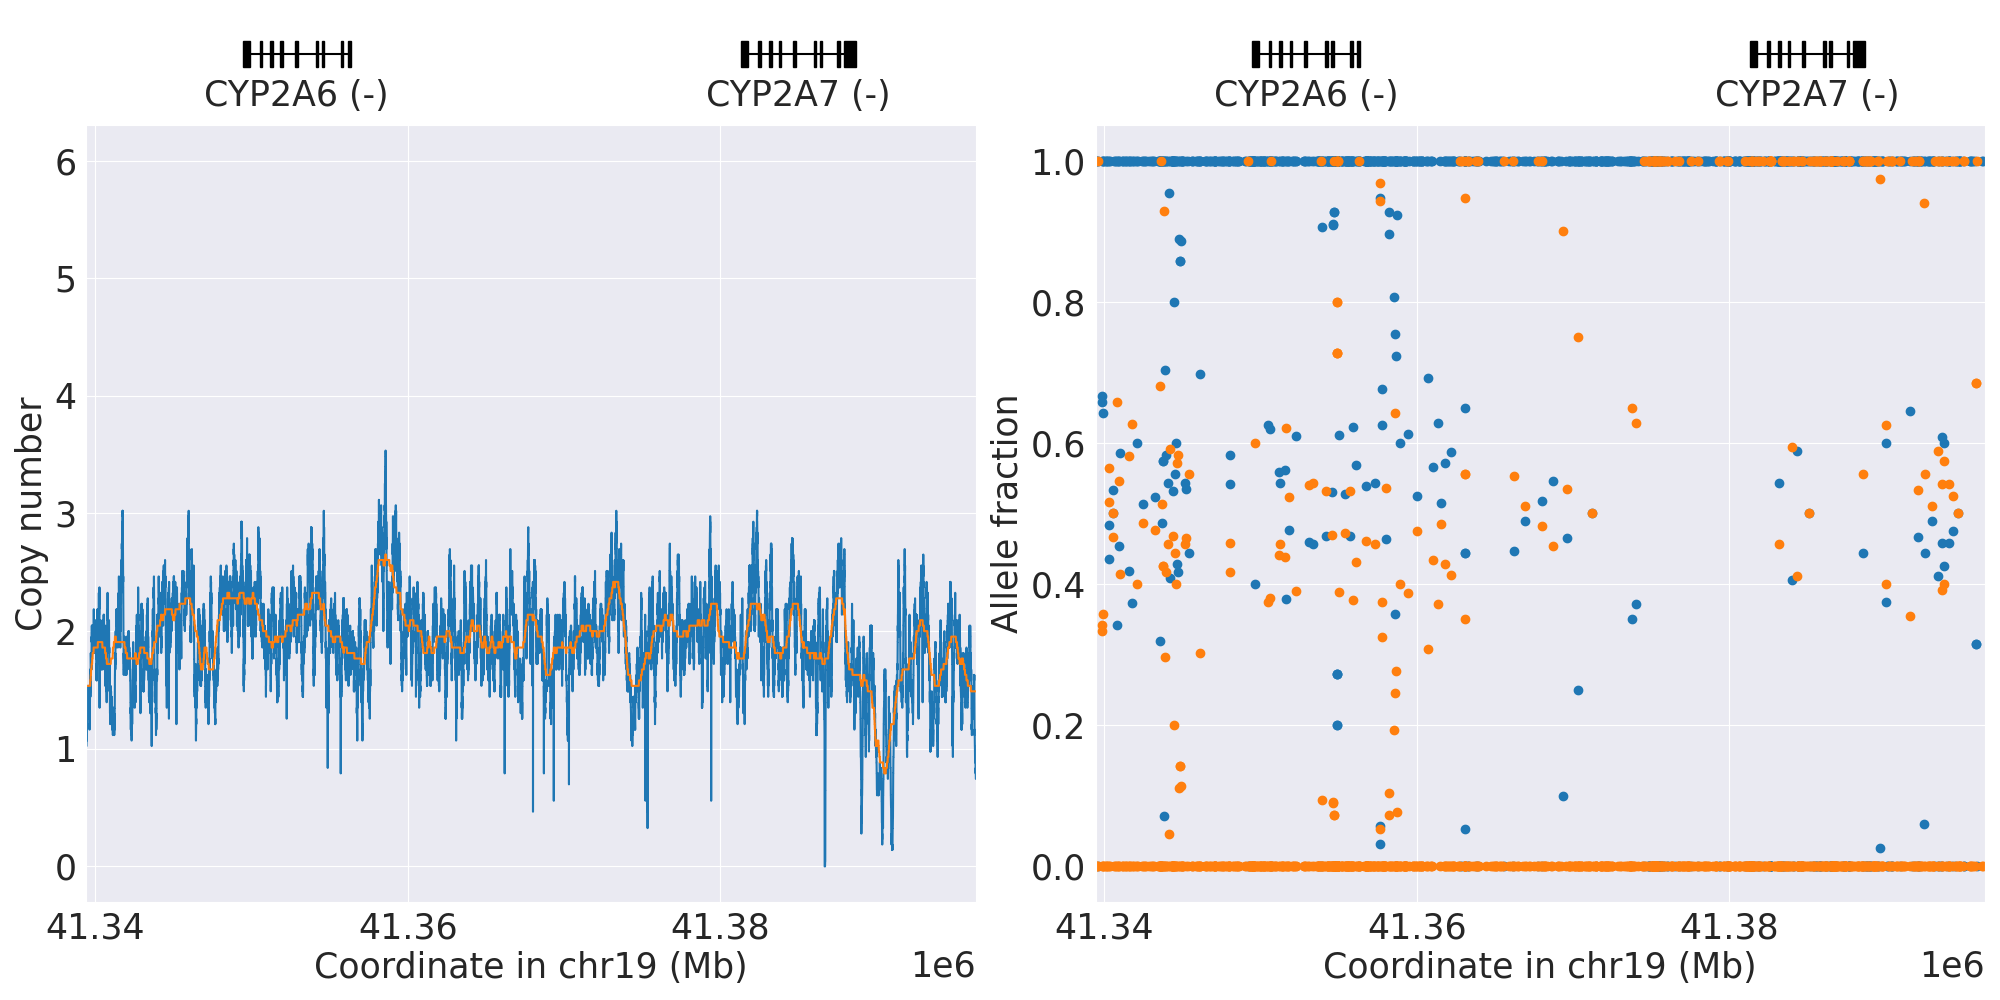 CYP2A6 (-) CYP2A7 (-)
6
5
4
3
2
1
0
Copy number
41.34 41.36 41.38
Coordinate in chr19 (Mb) 1e6
CYP2A6 (-) CYP2A7 (-)
1.0
0.8
0.6
0.4
0.2
0.0
Allele fraction
41.34 41.36 41.38
Coordinate in chr19 (Mb) 1e6